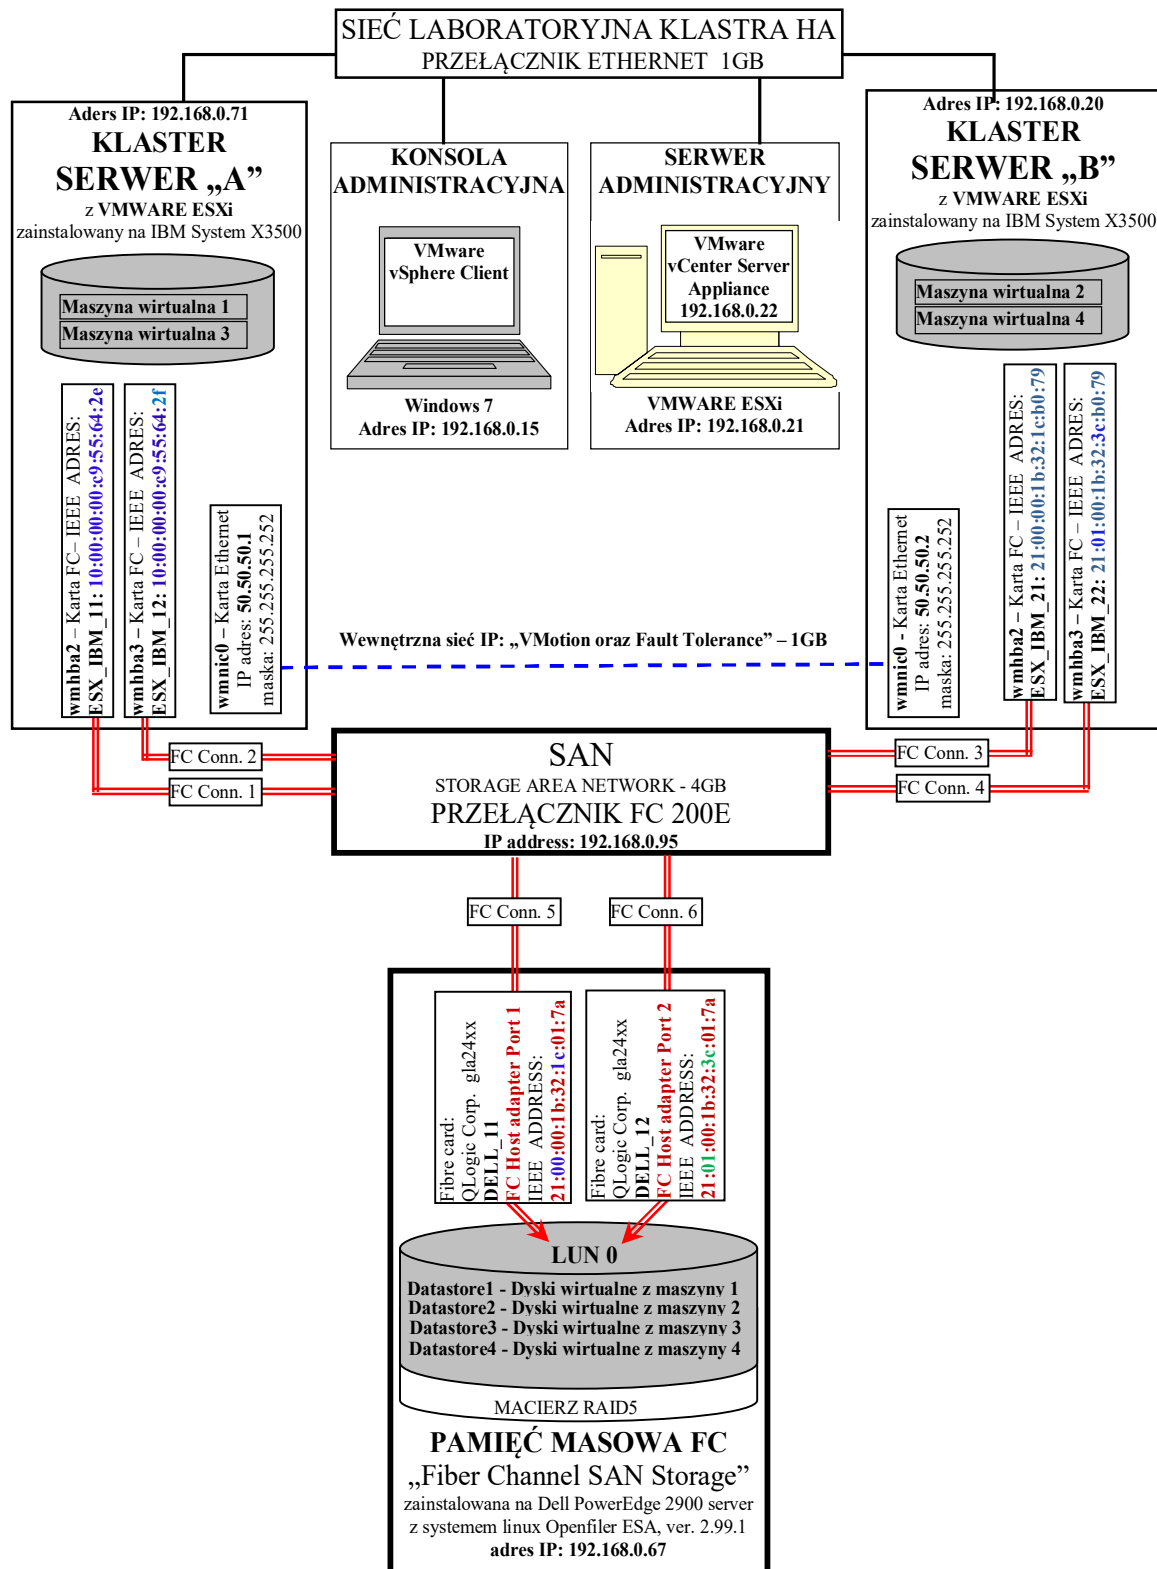 SIEĆ LABORATORYJNA KLASTRA HA
PRZEŁĄCZNIK ETHERNET 1GB
Aders IP: 192.168.0.71
KLASTER
SERWER „A”
z VMWARE ESXi
zainstalowany na IBM System X3500
Maszyna wirtualna 1
Maszyna wirtualna 3
wmhba2 – Karta FC– IEEE ADRES:
ESX_IBM_11: 10:00:00:00:c9:55:64:2e
wmhba3 – Karta FC – IEEE ADRES:
ESX_IBM_12: 10:00:00:00:c9:55:64:2f
wmnic0 – Karta Ethernet
IP adres: 50.50.50.1
maska: 255.255.255.252
KONSOLA
ADMINISTRACYJNA
VMware
vSphere Client
Windows 7
Adres IP: 192.168.0.15
SERWER
ADMINISTRACYJNY
VMware
vCenter Server
Appliance
192.168.0.22
VMWARE ESXi
Adres IP: 192.168.0.21
Adres IP: 192.168.0.20
KLASTER
SERWER „B”
z VMWARE ESXi
zainstalowany na IBM System X3500
Maszyna wirtualna 2
Maszyna wirtualna 4
wmnic0 - Karta Ethernet
IP adres: 50.50.50.2
maska: 255.255.255.252
wmhba2 – Karta FC – IEEE ADRES:
ESX_IBM_21: 21:00:00:1b:32:1c:b0:79
wmhba3 – Karta FC – IEEE ADRES:
ESX_IBM_22: 21:01:00:1b:32:3c:b0:79
Wewnętrzna sieć IP: „VMotion oraz Fault Tolerance” – 1GB
FC Conn. 2
FC Conn. 1
SAN
STORAGE AREA NETWORK - 4GB
PRZEŁĄCZNIK FC 200E
IP address: 192.168.0.95
FC Conn. 3
FC Conn. 4
FC Conn. 5
FC Conn. 6
Fibre card:
QLogic Corp. gla24xx
DELL_11
FC Host adapter Port 1
IEEE ADDRESS:
21:00:00:1b:32:1c:01:7a
Fibre card:
QLogic Corp. gla24xx
DELL_12
FC Host adapter Port 2
IEEE ADDRESS:
21:01:00:1b:32:3c:01:7a
LUN 0
Datastore1 - Dyski wirtualne z maszyny 1
Datastore2 - Dyski wirtualne z maszyny 2
Datastore3 - Dyski wirtualne z maszyny 3
Datastore4 - Dyski wirtualne z maszyny 4
MACIERZ RAID5
PAMIĘĆ MASOWA FC
„Fiber Channel SAN Storage”
zainstalowana na Dell PowerEdge 2900 server
z systemem linux Openfiler ESA, ver. 2.99.1
adres IP: 192.168.0.67